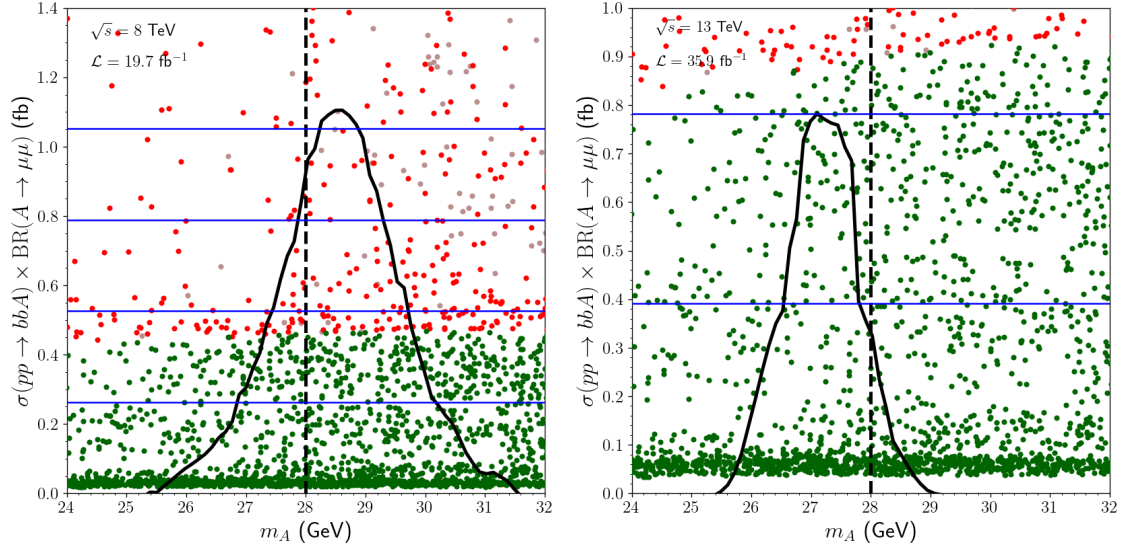 √s = 8 TeV
ℒ = 19.7 fb⁻¹
σ(pp → bbA) × BR(A → μμ) (fb)
1.4
1.2
1.0
0.8
0.6
0.4
0.2
0.0
24 25 26 27 28 29 30 31 32
m_A (GeV)
√s = 13 TeV
ℒ = 35.9 fb⁻¹
σ(pp → bbA) × BR(A → μμ) (fb)
1.0
0.9
0.8
0.7
0.6
0.5
0.4
0.3
0.2
0.1
0.0
24 25 26 27 28 29 30 31 32
m_A (GeV)